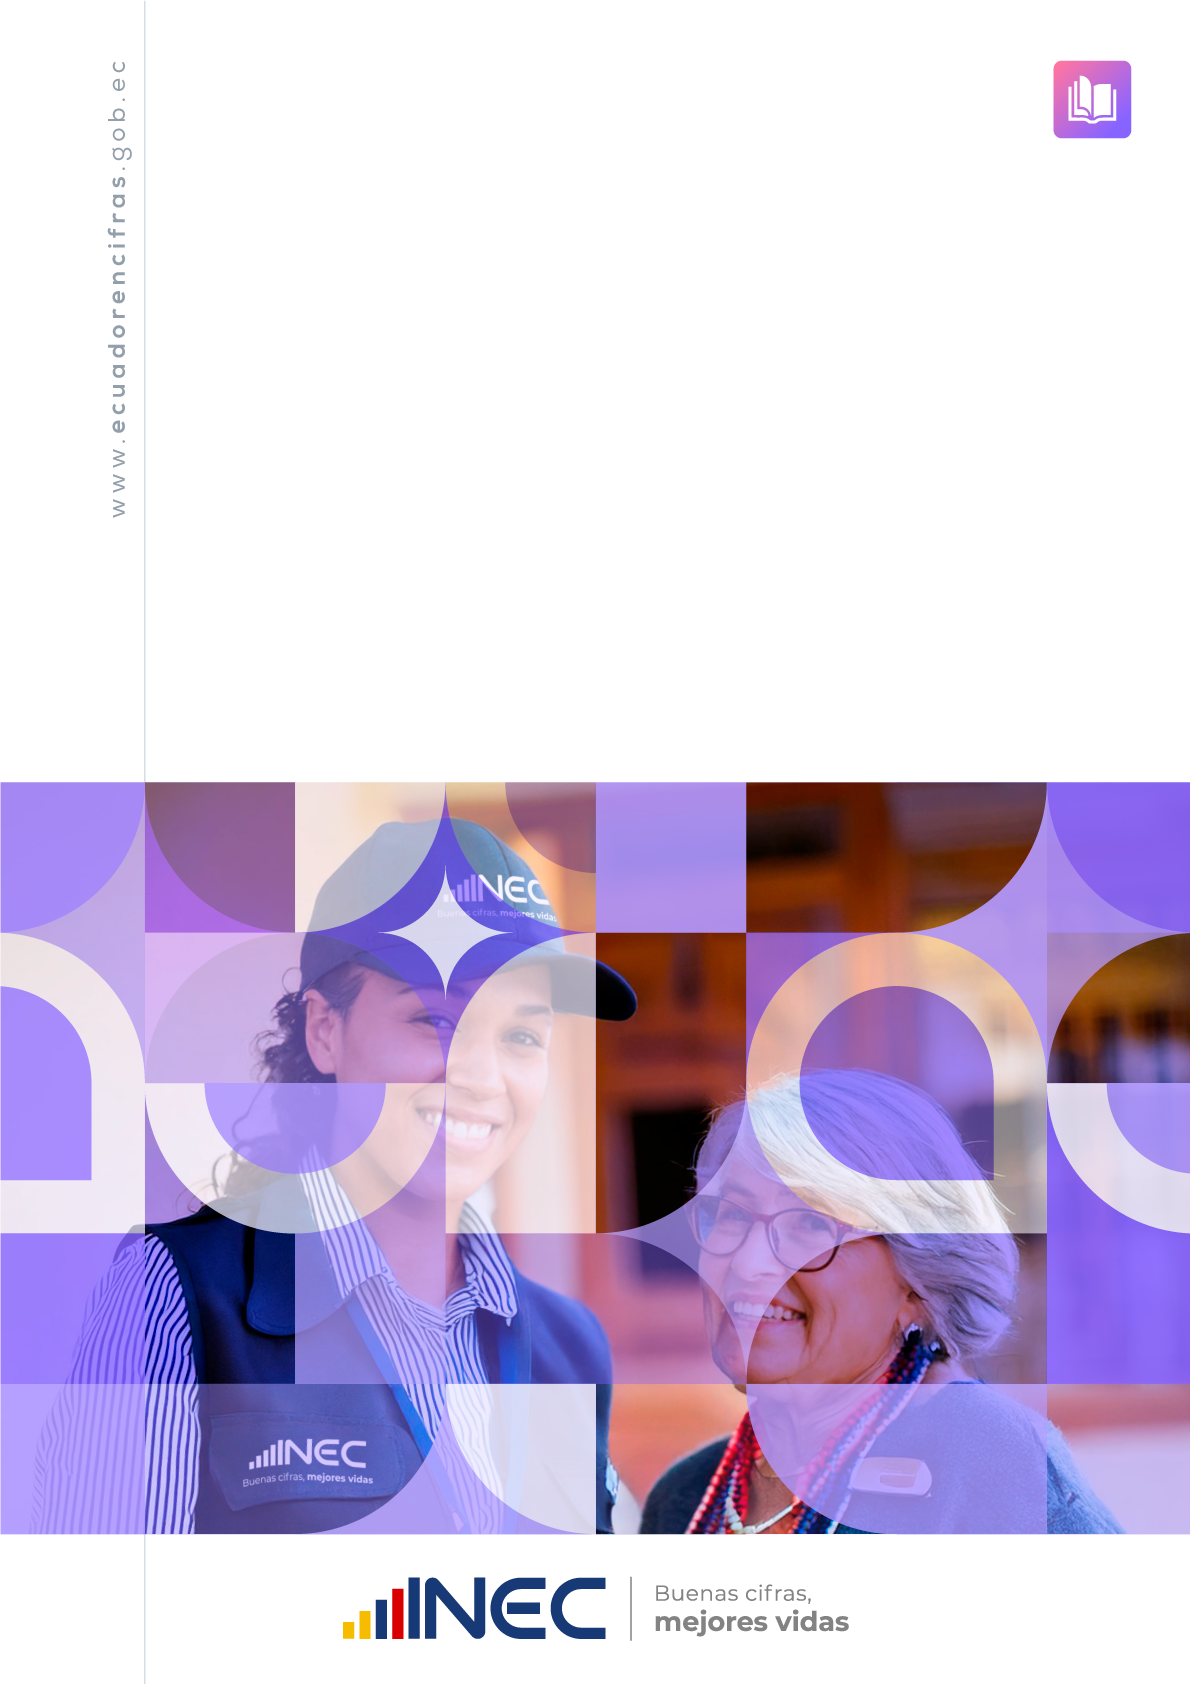 www.ecuadorencifras.gob.ec
INEC
Buenas cifras, mejores vidas
INEC
Buenas cifras, mejores vidas
INEC
Buenas cifras,
mejores vidas